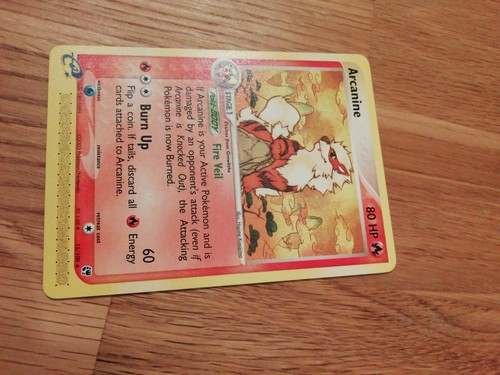 Arcanine
80 HP
STAGE 1
Evolves from Growlithe
Poké-BODY
Fire Veil
If Arcanine is your Active Pokémon and is
damaged by an opponent's attack (even if
Arcanine is Knocked Out), the Attacking
Pokémon is now Burned.
Burn Up 60
Flip a coin. If tails, discard all Energy
cards attached to Arcanine.
weakness resistance retreat cost